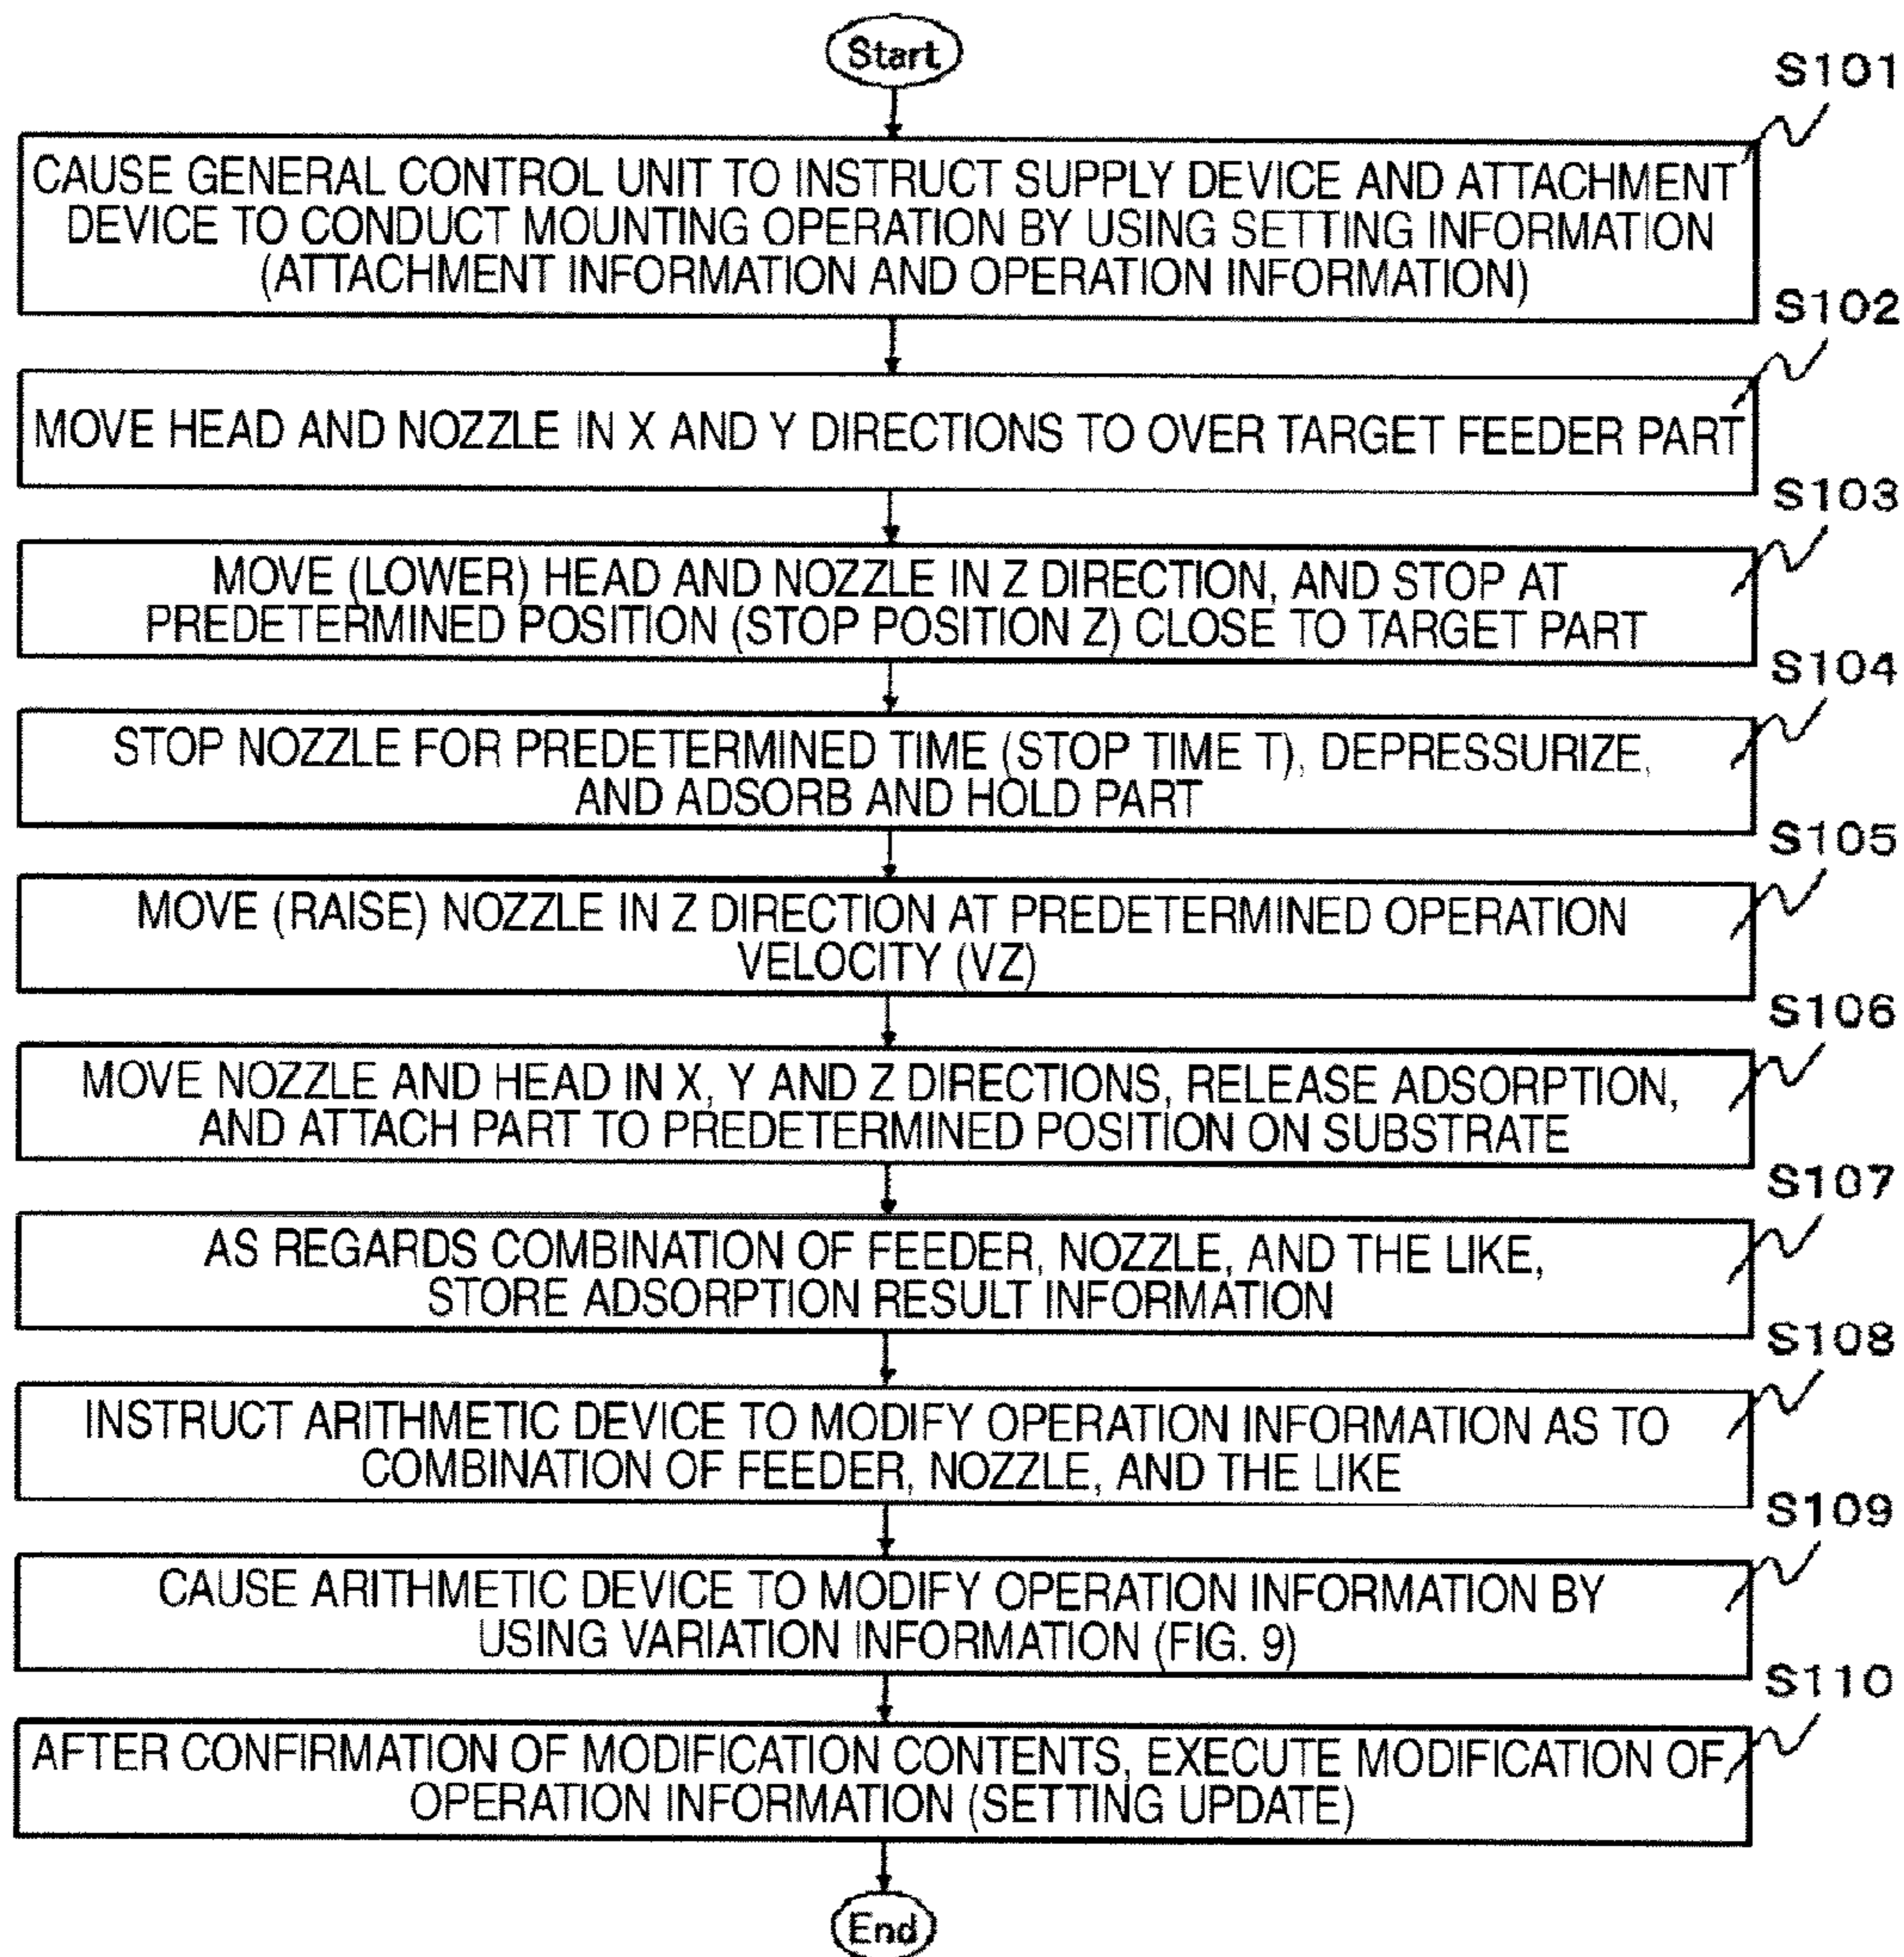 Start
S101
CAUSE GENERAL CONTROL UNIT TO INSTRUCT SUPPLY DEVICE AND ATTACHMENT
DEVICE TO CONDUCT MOUNTING OPERATION BY USING SETTING INFORMATION
(ATTACHMENT INFORMATION AND OPERATION INFORMATION)
S102
MOVE HEAD AND NOZZLE IN X AND Y DIRECTIONS TO OVER TARGET FEEDER PART
S103
MOVE (LOWER) HEAD AND NOZZLE IN Z DIRECTION, AND STOP AT
PREDETERMINED POSITION (STOP POSITION Z) CLOSE TO TARGET PART
S104
STOP NOZZLE FOR PREDETERMINED TIME (STOP TIME T), DEPRESSURIZE,
AND ADSORB AND HOLD PART
S105
MOVE (RAISE) NOZZLE IN Z DIRECTION AT PREDETERMINED OPERATION
VELOCITY (VZ)
S106
MOVE NOZZLE AND HEAD IN X, Y AND Z DIRECTIONS, RELEASE ADSORPTION,
AND ATTACH PART TO PREDETERMINED POSITION ON SUBSTRATE
S107
AS REGARDS COMBINATION OF FEEDER, NOZZLE, AND THE LIKE,
STORE ADSORPTION RESULT INFORMATION
S108
INSTRUCT ARITHMETIC DEVICE TO MODIFY OPERATION INFORMATION AS TO
COMBINATION OF FEEDER, NOZZLE, AND THE LIKE
S109
CAUSE ARITHMETIC DEVICE TO MODIFY OPERATION INFORMATION BY
USING VARIATION INFORMATION (FIG. 9)
S110
AFTER CONFIRMATION OF MODIFICATION CONTENTS, EXECUTE MODIFICATION OF
OPERATION INFORMATION (SETTING UPDATE)
End